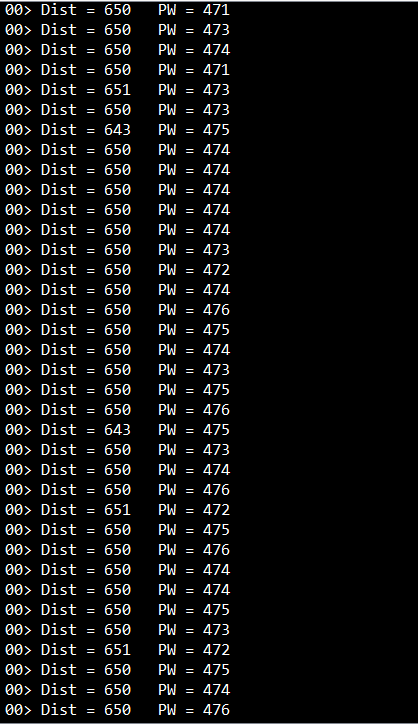 00> Dist = 650   PW = 471
00> Dist = 650   PW = 473
00> Dist = 650   PW = 474
00> Dist = 650   PW = 471
00> Dist = 651   PW = 473
00> Dist = 650   PW = 473
00> Dist = 643   PW = 475
00> Dist = 650   PW = 474
00> Dist = 650   PW = 474
00> Dist = 650   PW = 474
00> Dist = 650   PW = 474
00> Dist = 650   PW = 474
00> Dist = 650   PW = 473
00> Dist = 650   PW = 472
00> Dist = 650   PW = 474
00> Dist = 650   PW = 476
00> Dist = 650   PW = 475
00> Dist = 650   PW = 474
00> Dist = 650   PW = 473
00> Dist = 650   PW = 475
00> Dist = 650   PW = 476
00> Dist = 643   PW = 475
00> Dist = 650   PW = 473
00> Dist = 650   PW = 474
00> Dist = 650   PW = 476
00> Dist = 651   PW = 472
00> Dist = 650   PW = 475
00> Dist = 650   PW = 476
00> Dist = 650   PW = 474
00> Dist = 650   PW = 474
00> Dist = 650   PW = 475
00> Dist = 650   PW = 473
00> Dist = 651   PW = 472
00> Dist = 650   PW = 475
00> Dist = 650   PW = 474
00> Dist = 650   PW = 476